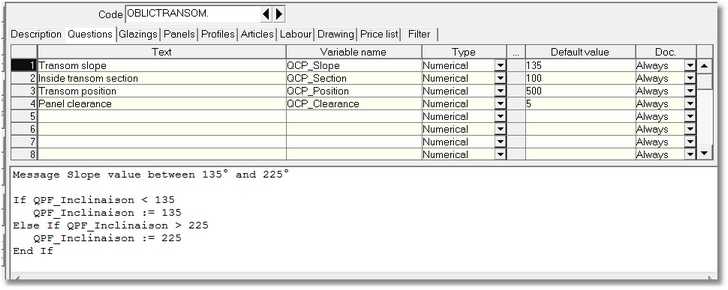 Code OBLICTRANSOM.
Description Questions Glazings Panels Profiles Articles Labour Drawing Price list Filter
Text Variable name Type ... Default value Doc.
1 Transom slope QCP_Slope Numerical 135 Always
2 Inside transom section QCP_Section Numerical 100 Always
3 Transom position QCP_Position Numerical 500 Always
4 Panel clearance QCP_Clearance Numerical 5 Always
5 Numerical Always
6 Numerical Always
7 Numerical Always
8 Numerical Always
Message Slope value between 135° and 225°
If QPF_Inclinaison < 135
QPF_Inclinaison := 135
Else If QPF_Inclinaison > 225
QPF_Inclinaison := 225
End If